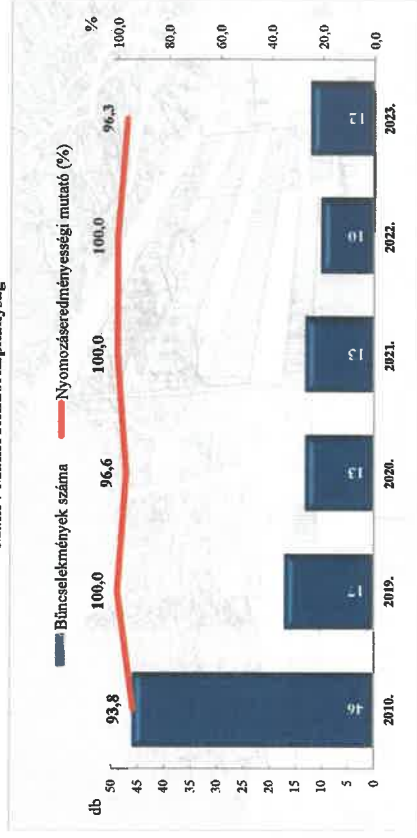 Bűncselekmények száma Nyomozáseredményességi mutató (%)
db %
50 100,0
45
40 80,0
35
30 60,0
25
20 40,0
15
10 20,0
5
0 0,0
93,8 100,0 96,6 100,0 100,0 96,3
46 17 13 13 10 12
2010. 2019. 2020. 2021. 2022. 2023.